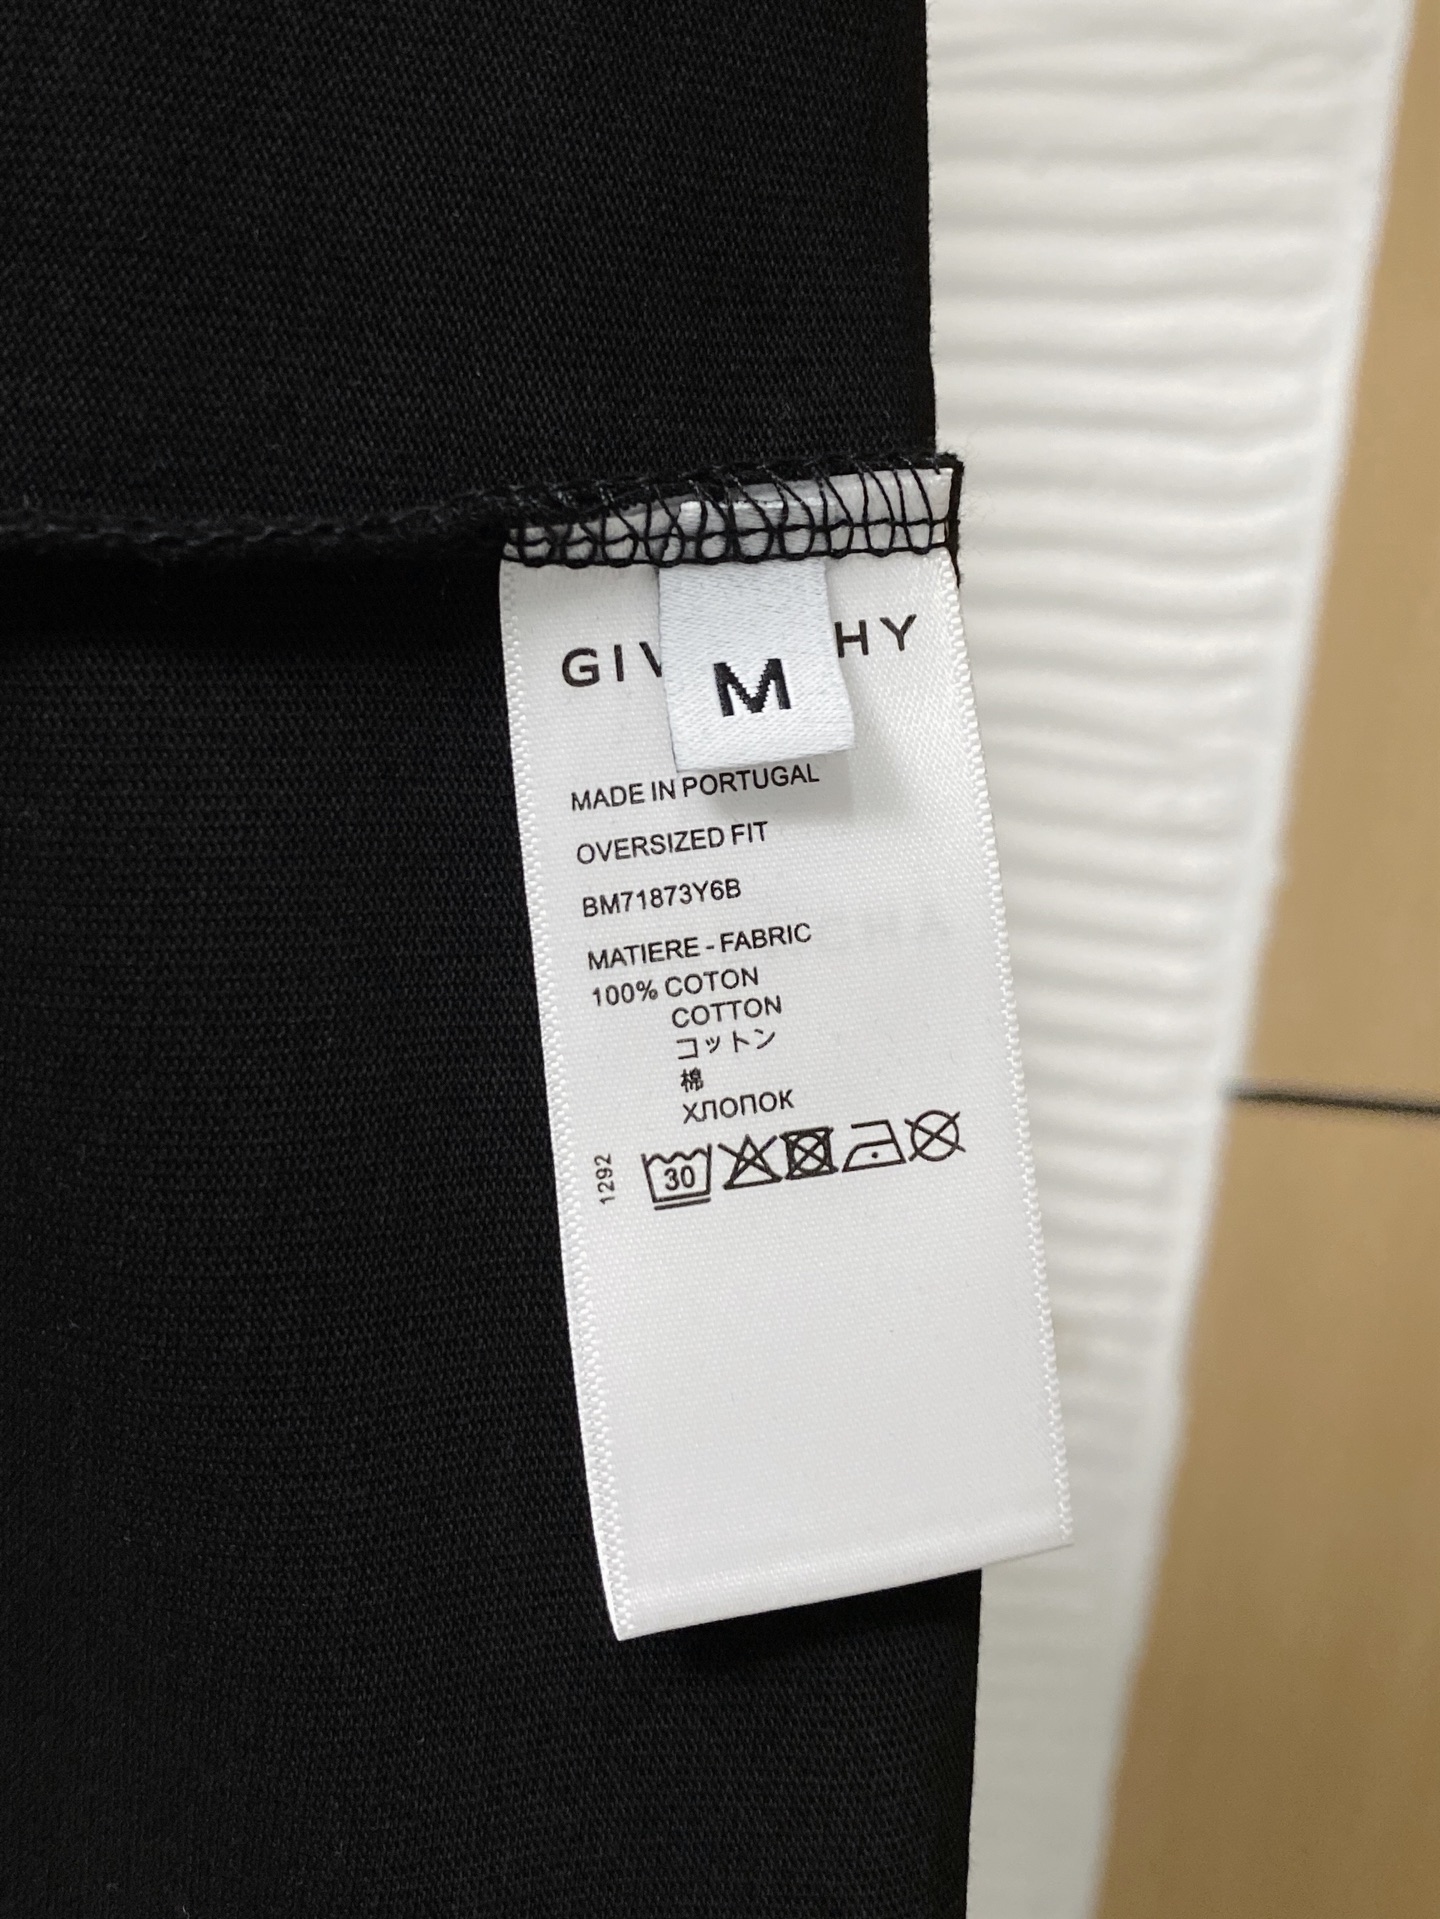 GIV HY
M
MADE IN PORTUGAL
OVERSIZED FIT
BM71873Y6B
MATIERE - FABRIC
100% COTON
COTTON
コットン
棉
ХЛОПОК
1292
30